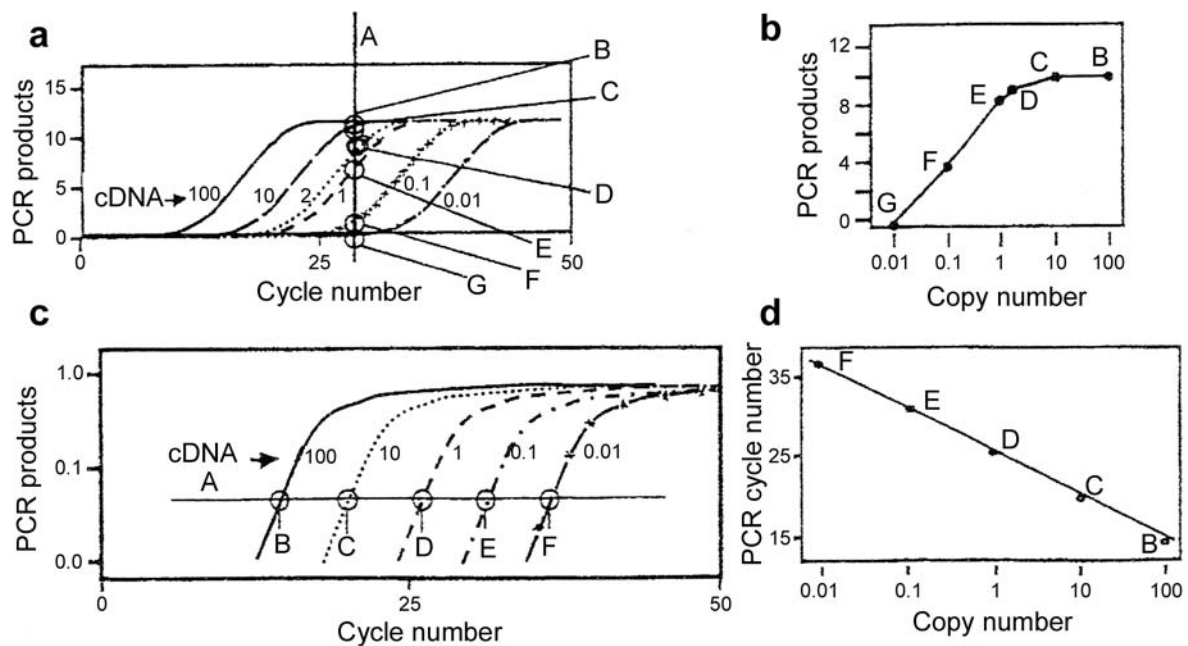 a
A
B
C
D
E
F
G
PCR products
15
10
5
0
cDNA
100
10
2
1
0.1
0.01
25
50
Cycle number
b
PCR products
12
8
4
0
G
F
E
D
C
B
0.01
0.1
1
10
100
Copy number
c
PCR products
1.0
0.1
0.0
cDNA
A
100
10
1
0.1
0.01
B
C
D
E
F
0
25
50
Cycle number
d
PCR cycle number
35
25
15
F
E
D
C
B
0.01
0.1
1
10
100
Copy number